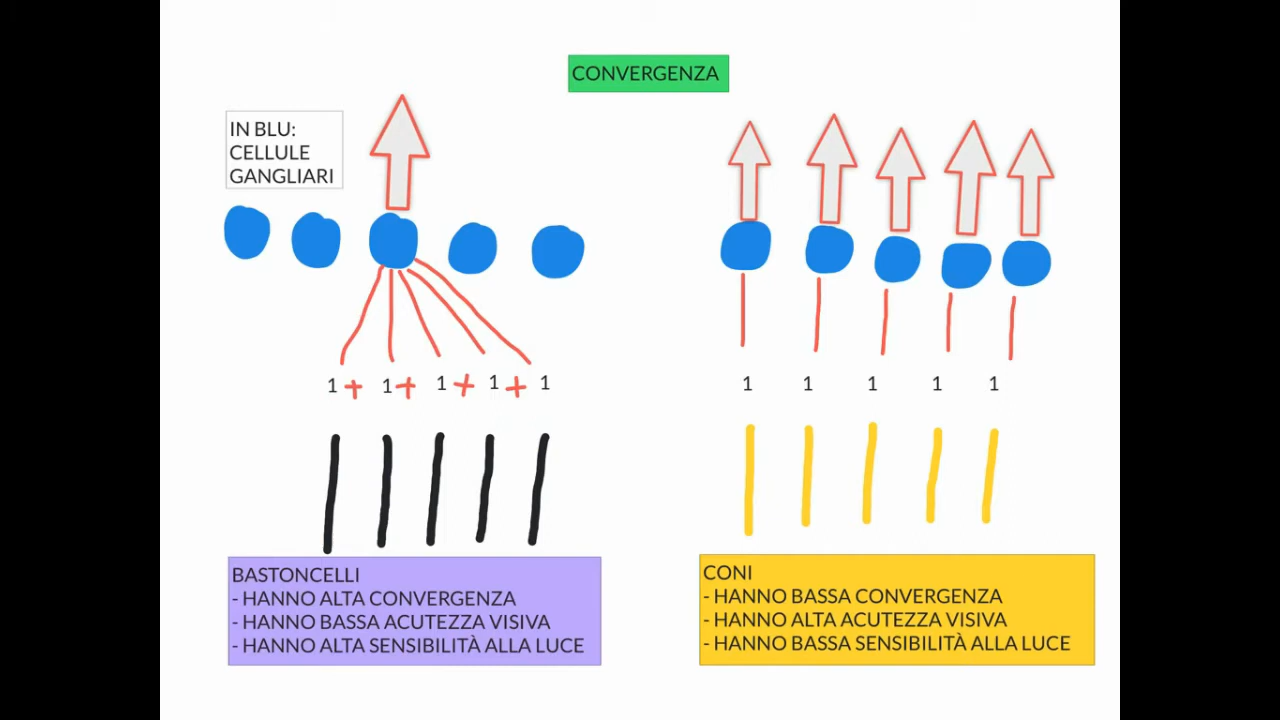 CONVERGENZA
IN BLU:
CELLULE
GANGLIARI
1 + 1 + 1 + 1 + 1
1 1 1 1 1
BASTONCELLI
- HANNO ALTA CONVERGENZA
- HANNO BASSA ACUTEZZA VISIVA
- HANNO ALTA SENSIBILITÀ ALLA LUCE
CONI
- HANNO BASSA CONVERGENZA
- HANNO ALTA ACUTEZZA VISIVA
- HANNO BASSA SENSIBILITÀ ALLA LUCE